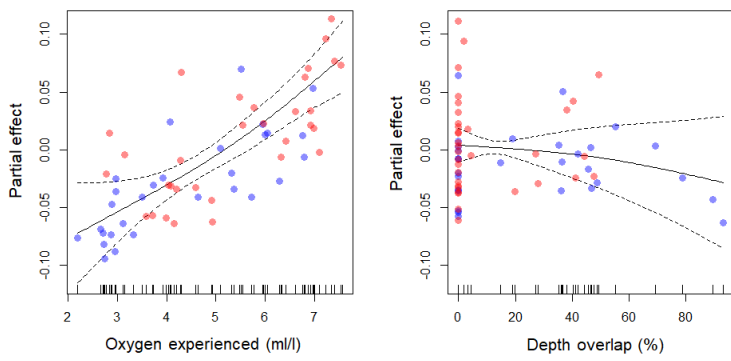 Partial effect
0.10
0.05
0.00
-0.05
-0.10
2 3 4 5 6 7
Oxygen experienced (ml/l)
Partial effect
0.10
0.05
0.00
-0.05
-0.10
0 20 40 60 80
Depth overlap (%)